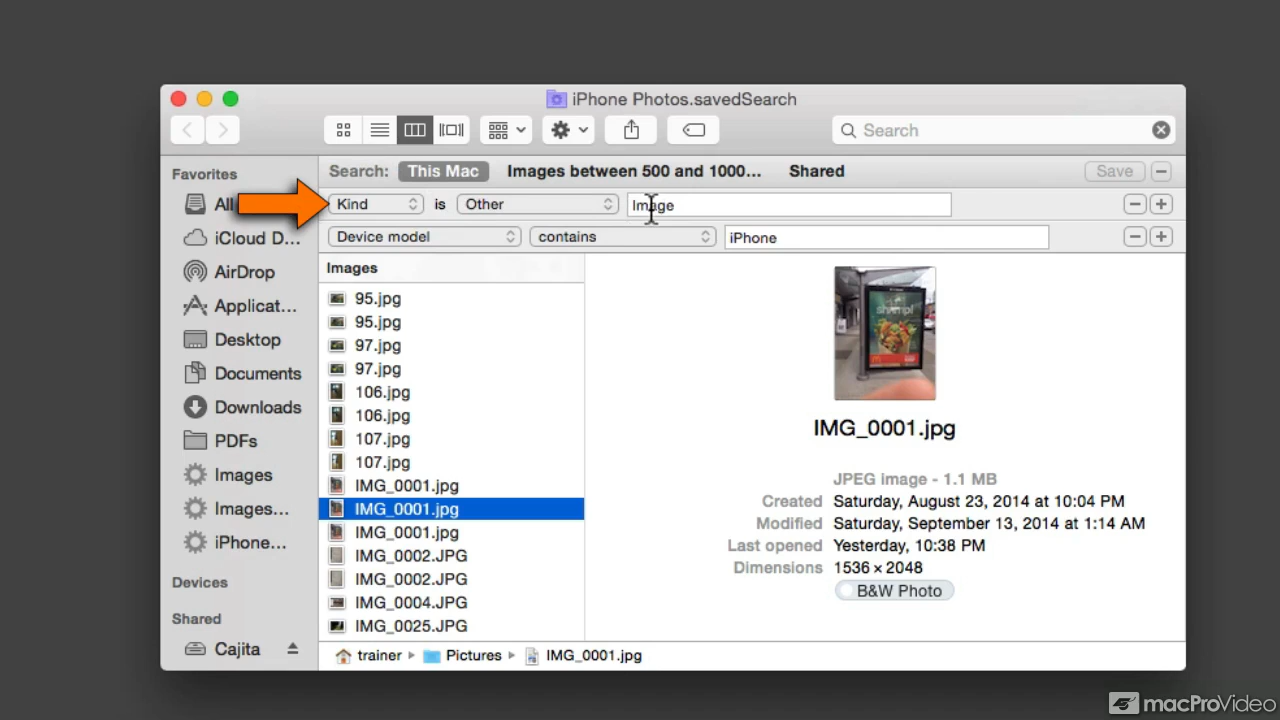 iPhone Photos.savedSearch
Search
Search: This Mac Images between 500 and 1000... Shared Save
Kind is Other Image
Device model contains iPhone
Favorites
All
iCloud D...
AirDrop
Applicat...
Desktop
Documents
Downloads
PDFs
Images
Images...
iPhone...
Devices
Shared
Cajita
Images
95.jpg
95.jpg
97.jpg
97.jpg
106.jpg
106.jpg
107.jpg
107.jpg
IMG_0001.jpg
IMG_0001.jpg
IMG_0001.jpg
IMG_0002.JPG
IMG_0002.JPG
IMG_0004.JPG
IMG_0025.JPG
IMG_0001.jpg
JPEG image - 1.1 MB
Created Saturday, August 23, 2014 at 10:04 PM
Modified Saturday, September 13, 2014 at 1:14 AM
Last opened Yesterday, 10:38 PM
Dimensions 1536 × 2048
B&W Photo
trainer Pictures IMG_0001.jpg
macProVideo